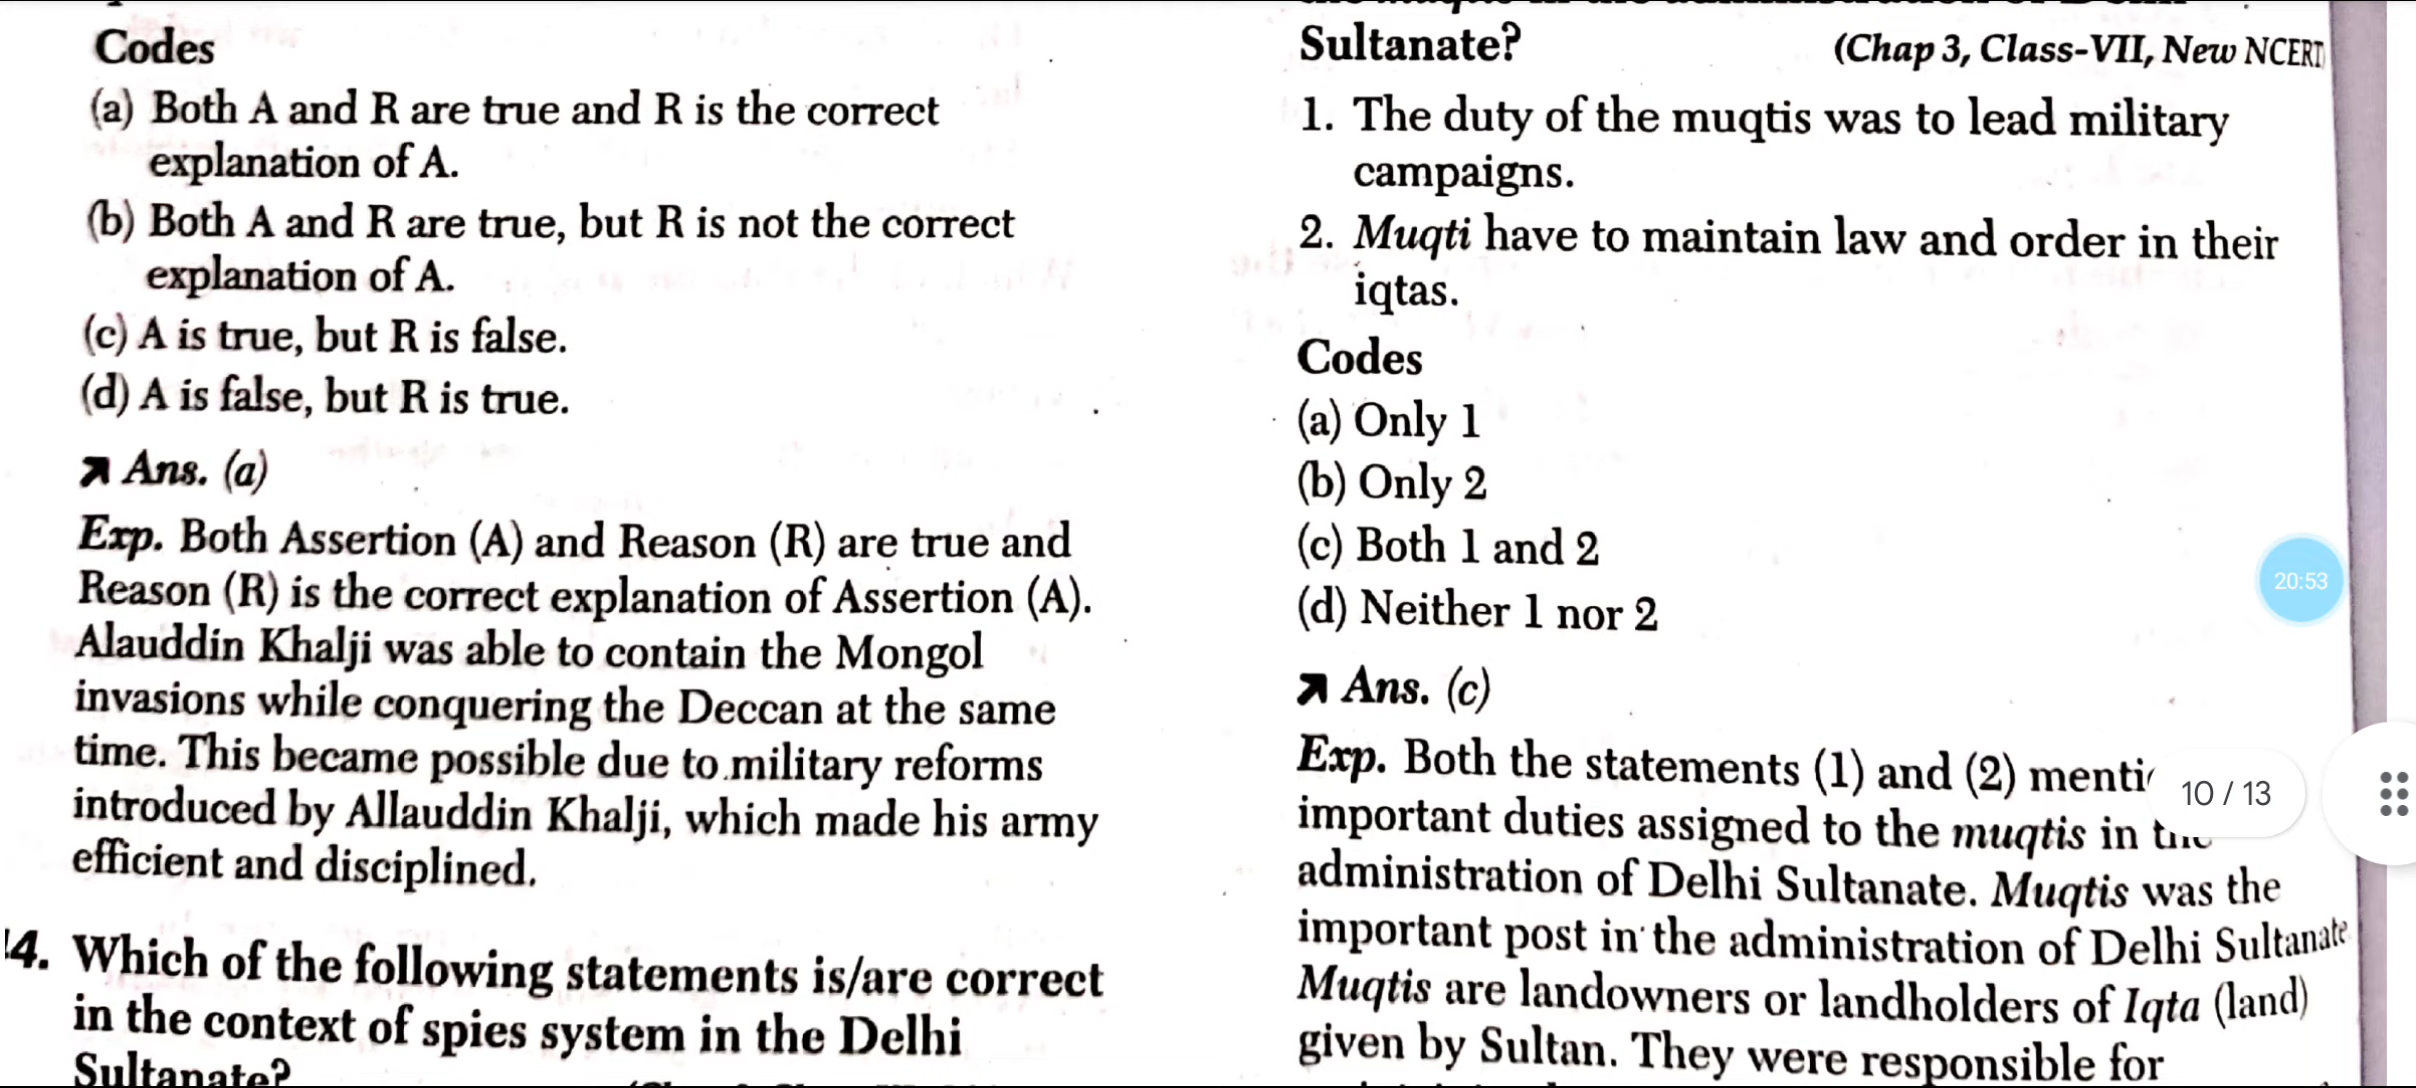 Codes
(a) Both A and R are true and R is the correct
explanation of A.
(b) Both A and R are true, but R is not the correct
explanation of A.
(c) A is true, but R is false.
(d) A is false, but R is true.
Ans. (a)
Exp. Both Assertion (A) and Reason (R) are true and
Reason (R) is the correct explanation of Assertion (A).
Alauddin Khalji was able to contain the Mongol
invasions while conquering the Deccan at the same
time. This became possible due to military reforms
introduced by Allauddin Khalji, which made his army
efficient and disciplined.
14. Which of the following statements is/are correct
in the context of spies system in the Delhi
Sultanate?
Sultanate? (Chap 3, Class-VII, New NCERT
1. The duty of the muqtis was to lead military
campaigns.
2. Muqti have to maintain law and order in their
iqtas.
Codes
(a) Only 1
(b) Only 2
(c) Both 1 and 2
(d) Neither 1 nor 2
Ans. (c)
Exp. Both the statements (1) and (2)
important duties assigned to the muqtis in
administration of Delhi Sultanate. Muqtis was the
important post in the administration of Delhi Sultanate
Muqtis are landowners or landholders of Iqta (land)
given by Sultan. They were responsible for
20:53
10 / 13